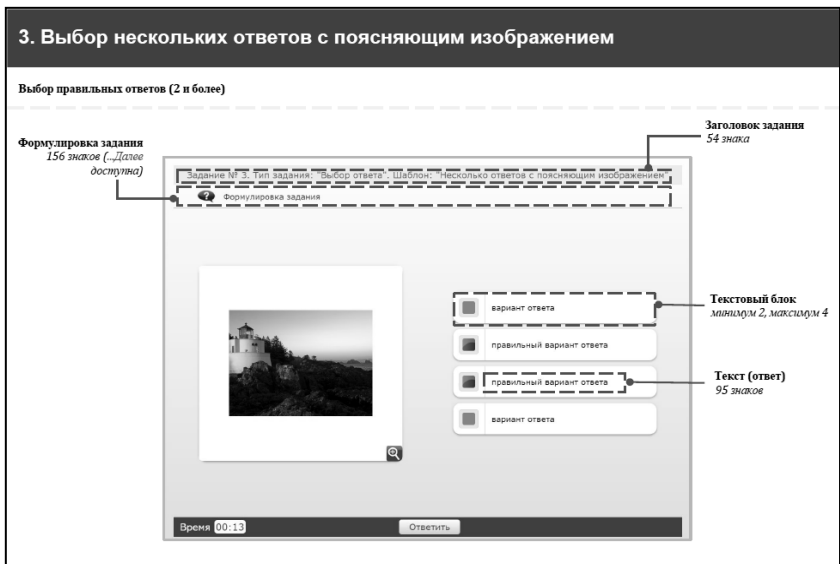 3. Выбор нескольких ответов с поясняющим изображением
Выбор правильных ответов (2 и более)
Заголовок задания
54 знака
Формулировка задания
156 знаков (...Далее
доступна)
Задание № 3. Тип задания: "Выбор ответа". Шаблон: "Несколько ответов с поясняющим изображением"
Формулировка задания
вариант ответа
правильный вариант ответа
правильный вариант ответа
вариант ответа
Текстовый блок
минимум 2, максимум 4
Текст (ответ)
95 знаков
Время 00:13
Ответить